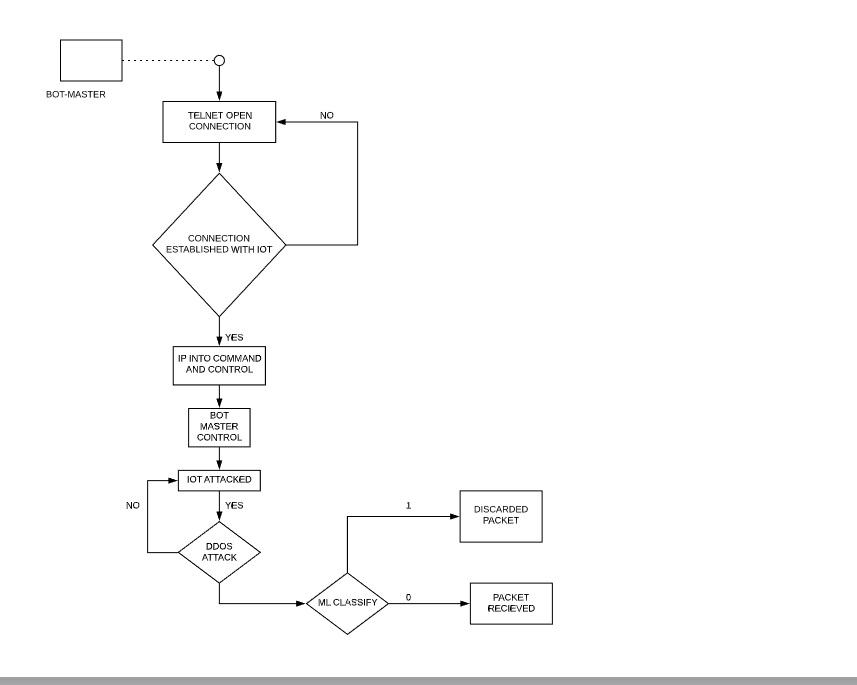 BOT-MASTER
TELNET OPEN
CONNECTION
NO
CONNECTION
ESTABLISHED WITH IOT
YES
IP INTO COMMAND
AND CONTROL
BOT
MASTER
CONTROL
IOT ATTACKED
NO
YES
1
DISCARDED
PACKET
DDOS
ATTACK
ML CLASSIFY
0
PACKET
RECIEVED